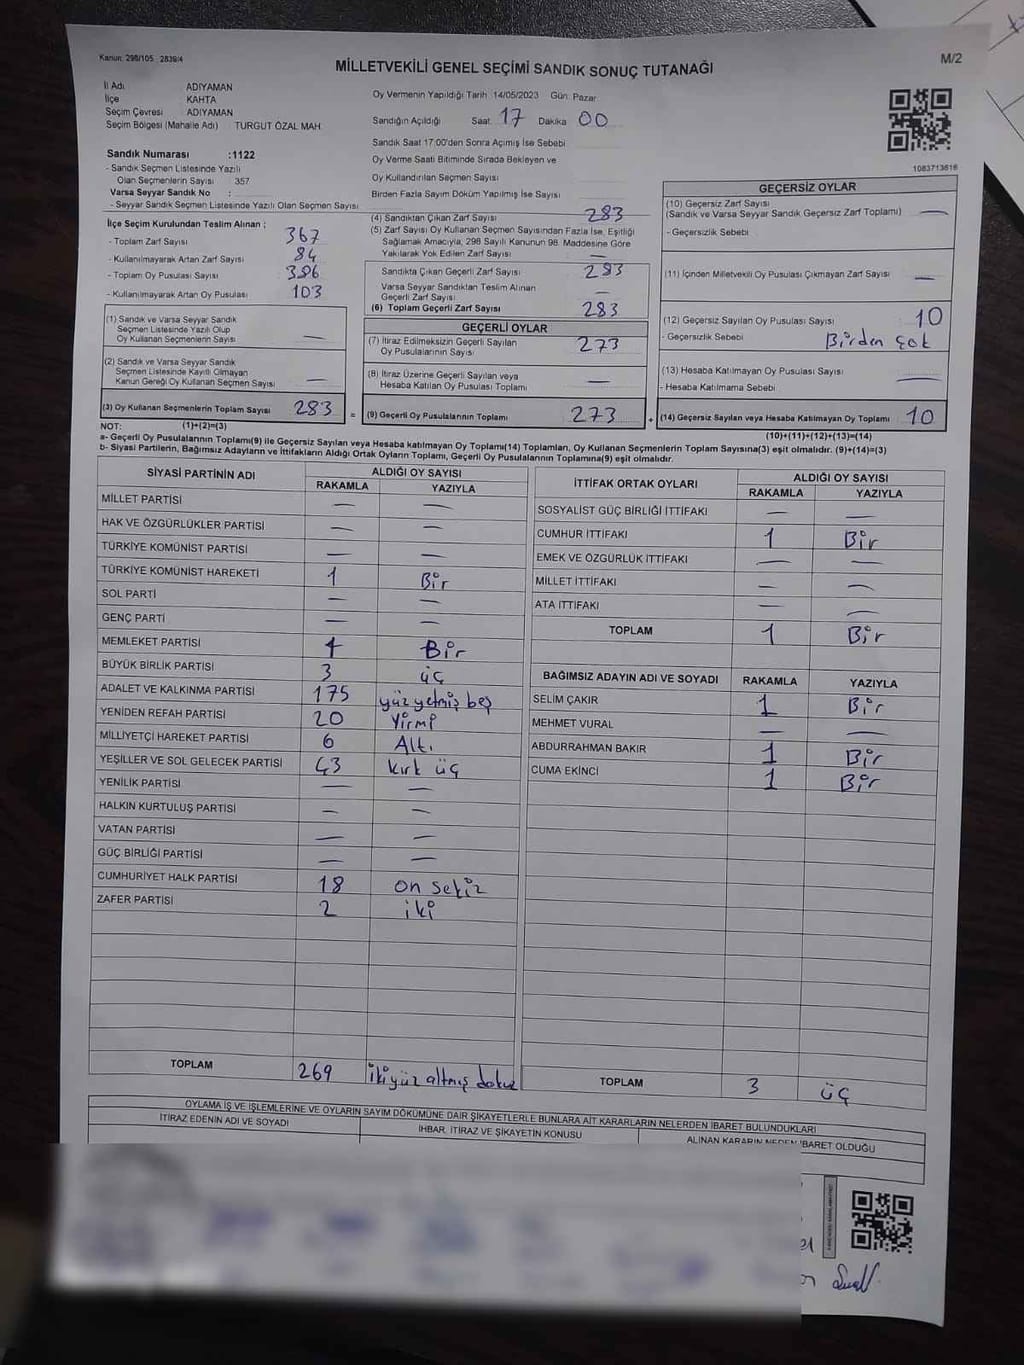 Kanun: 298/105 2839/4
M/2
MİLLETVEKİLİ GENEL SEÇİMİ SANDIK SONUÇ TUTANAĞI
İl Adı ADIYAMAN
İlçe KAHTA
Seçim Çevresi ADIYAMAN
Seçim Bölgesi (Mahalle Adı) TURGUT ÖZAL MAH.
Sandık Numarası :1122
- Sandık Seçmen Listesinde Yazılı
Olan Seçmenlerin Sayısı 357
Varsa Seyyar Sandık No :
- Seyyar Sandık Seçmen Listesinde Yazılı Olan Seçmen Sayısı
Oy Vermenin Yapıldığı Tarih 14/05/2023 Gün: Pazar
Sandığın Açıldığı Saat 17 Dakika 00
Sandık Saat 17:00'den Sonra Açımış İse Sebebi
Oy Verme Saati Bitiminde Sırada Bekleyen ve
Oy Kullandırılan Seçmen Sayısı
Birden Fazla Sayım Döküm Yapılmış İse Sayısı
1083713616
İlçe Seçim Kurulundan Teslim Alınan ;
- Toplam Zarf Sayısı 367
- Kullanılmayarak Artan Zarf Sayısı 84
- Toplam Oy Pusulası Sayısı 386
- Kullanılmayarak Artan Oy Pusulası 103
(1) Sandık ve Varsa Seyyar Sandık
Seçmen Listesinde Yazılı Olup
Oy Kullanan Seçmenlerin Sayısı —
(2) Sandık ve Varsa Seyyar Sandık
Seçmen Listesinde Kayıtlı Olmayan
Kanun Gereği Oy Kullanan Seçmen Sayısı —
(3) Oy Kullanan Seçmenlerin Toplam Sayısı 283 =
(4) Sandıktan Çıkan Zarf Sayısı 283
(5) Zarf Sayısı Oy Kullanan Seçmen Sayısından Fazla İse, Eşitliği
Sağlamak Amacıyla, 298 Sayılı Kanunun 98. Maddesine Göre
Yakılarak Yok Edilen Zarf Sayısı —
Sandıkta Çıkan Geçerli Zarf Sayısı 283
Varsa Seyyar Sandıktan Teslim Alınan
Geçerli Zarf Sayısı —
(6) Toplam Geçerli Zarf Sayısı 283
GEÇERLİ OYLAR
(7) İtiraz Edilmeksizin Geçerli Sayılan
Oy Pusulalarının Sayısı 273
(8) İtiraz Üzerine Geçerli Sayılan veya
Hesaba Katılan Oy Pusulası Toplamı —
(9) Geçerli Oy Pusulalarının Toplamı 273 +
GEÇERSİZ OYLAR
(10) Geçersiz Zarf Sayısı
(Sandık ve Varsa Seyyar Sandık Geçersiz Zarf Toplamı) —
- Geçersizlik Sebebi
(11) İçinden Milletvekili Oy Pusulası Çıkmayan Zarf Sayısı —
(12) Geçersiz Sayılan Oy Pusulası Sayısı 10
- Geçersizlik Sebebi Birden çok
(13) Hesaba Katılmayan Oy Pusulası Sayısı —
- Hesaba Katılmama Sebebi
(14) Geçersiz Sayılan veya Hesaba Katılmayan Oy Toplamı 10
NOT: (1)+(2)=(3) (10)+(11)+(12)+(13)=(14)
a- Geçerli Oy Pusulalarının Toplamı(9) ile Geçersiz Sayılan veya Hesaba katılmayan Oy Toplamı(14) Toplamları, Oy Kullanan Seçmenlerin Toplam Sayısına(3) eşit olmalıdır. (9)+(14)=(3)
b- Siyasi Partilerin, Bağımsız Adayların ve İttifakların Aldığı Ortak Oyların Toplamı, Geçerli Oy Pusulalarının Toplamına(9) eşit olmalıdır.
SİYASİ PARTİNİN ADI ALDIĞI OY SAYISI
RAKAMLA YAZIYLA
MİLLET PARTİSİ — —
HAK VE ÖZGÜRLÜKLER PARTİSİ — —
TÜRKİYE KOMÜNİST PARTİSİ — —
TÜRKİYE KOMÜNİST HAREKETİ 1 Bir
SOL PARTİ — —
GENÇ PARTİ — —
MEMLEKET PARTİSİ 1 Bir
BÜYÜK BİRLİK PARTİSİ 3 üç
ADALET VE KALKINMA PARTİSİ 175 yüz yetmiş beş
YENİDEN REFAH PARTİSİ 20 Yirmi
MİLLİYETÇİ HAREKET PARTİSİ 6 Altı
YEŞİLLER VE SOL GELECEK PARTİSİ 43 kırk üç
YENİLİK PARTİSİ — —
HALKIN KURTULUŞ PARTİSİ — —
VATAN PARTİSİ — —
GÜÇ BİRLİĞİ PARTİSİ — —
CUMHURİYET HALK PARTİSİ 18 on sekiz
ZAFER PARTİSİ 2 iki
TOPLAM 269 ikiyüz altmış dokuz
İTTİFAK ORTAK OYLARI ALDIĞI OY SAYISI
RAKAMLA YAZIYLA
SOSYALİST GÜÇ BİRLİĞİ İTTİFAKI — —
CUMHUR İTTİFAKI 1 Bir
EMEK VE ÖZGÜRLÜK İTTİFAKI — —
MİLLET İTTİFAKI — —
ATA İTTİFAKI — —
TOPLAM 1 Bir
BAĞIMSIZ ADAYIN ADI VE SOYADI RAKAMLA YAZIYLA
SELİM ÇAKIR 1 Bir
MEHMET VURAL — —
ABDURRAHMAN BAKIR 1 Bir
CUMA EKİNCİ 1 Bir
TOPLAM 3 üç
OYLAMA İŞ VE İŞLEMLERİNE VE OYLARIN SAYIM DÖKÜMÜNE DAİR ŞİKAYETLERLE BUNLARA AİT KARARLARIN NELERDEN İBARET BULUNDUKLARI
İTİRAZ EDENİN ADI VE SOYADI İHBAR, İTİRAZ VE ŞİKAYETİN KONUSU ALINAN KARARIN NEDEN İBARET OLDUĞU